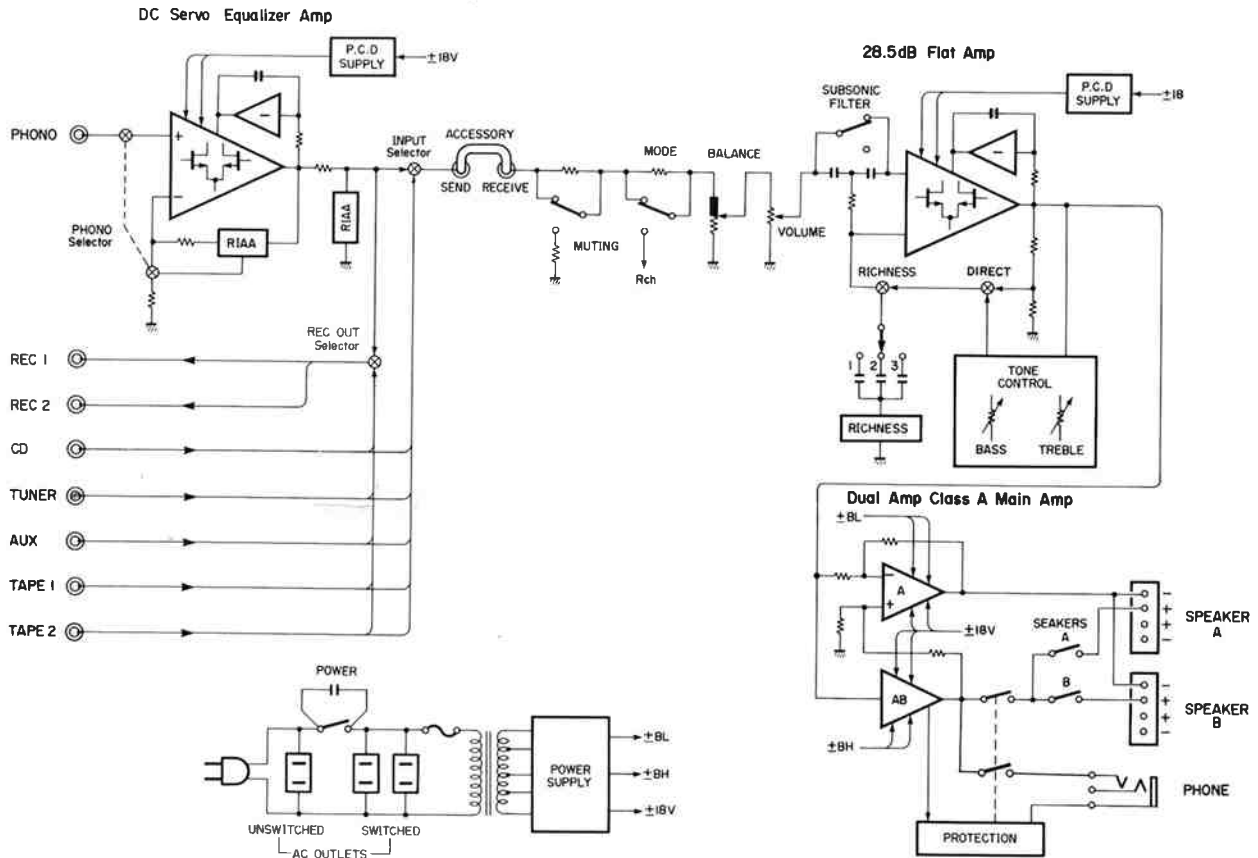 DC Servo Equalizer Amp
P.C.D
SUPPLY
±18V
PHONO
+
−
−
PHONO
Selector
RIAA
RIAA
INPUT
Selector
ACCESSORY
SEND
RECEIVE
MUTING
MODE
Rch
BALANCE
VOLUME
28.5dB Flat Amp
SUBSONIC
FILTER
P.C.D
SUPPLY
±18
−
RICHNESS
DIRECT
1
2
3
RICHNESS
TONE
CONTROL
BASS
TREBLE
REC OUT
Selector
REC 1
REC 2
CD
TUNER
AUX
TAPE 1
TAPE 2
Dual Amp Class A Main Amp
±BL
−
A
+
±18V
AB
±BH
SEAKERS
A
B
−
+
+
−
SPEAKER
A
−
+
+
−
SPEAKER
B
PHONE
PROTECTION
POWER
UNSWITCHED
SWITCHED
AC OUTLETS
POWER
SUPPLY
±BL
±BH
±18V